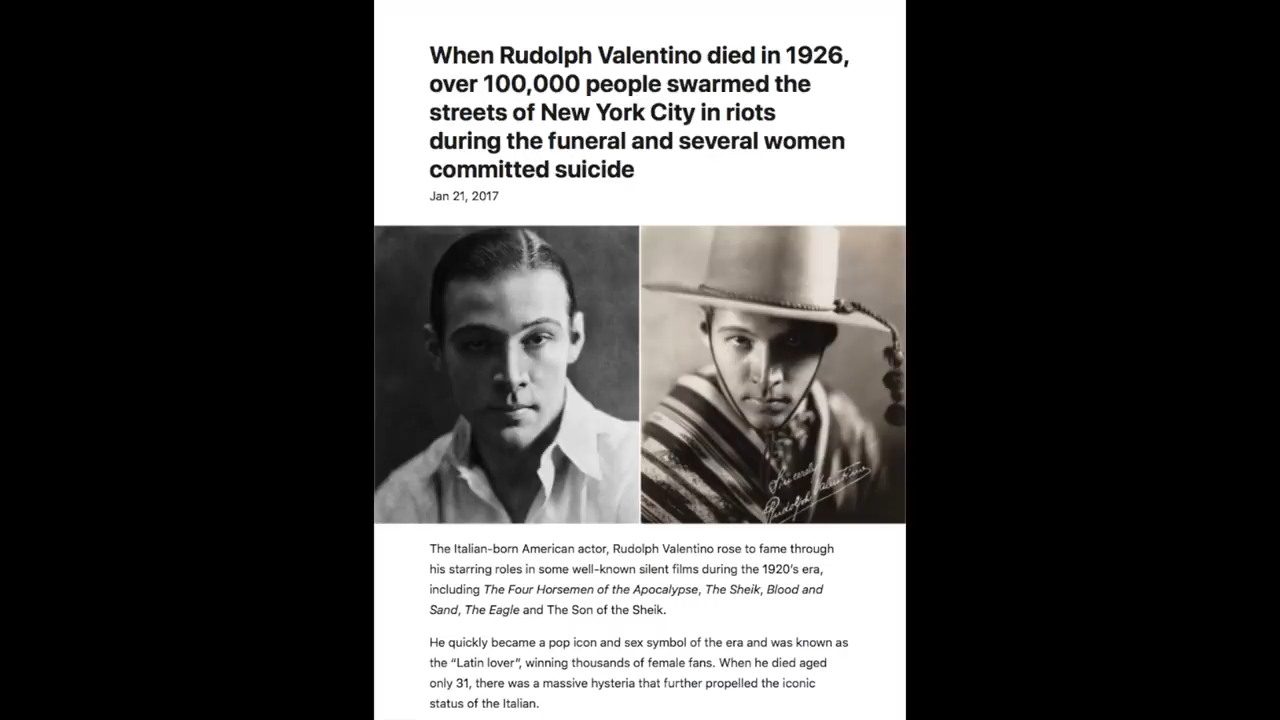 When Rudolph Valentino died in 1926,
over 100,000 people swarmed the
streets of New York City in riots
during the funeral and several women
committed suicide
Jan 21, 2017
Sincerely
Rudolph Valentino
The Italian-born American actor, Rudolph Valentino rose to fame through
his starring roles in some well-known silent films during the 1920’s era,
including The Four Horsemen of the Apocalypse, The Sheik, Blood and
Sand, The Eagle and The Son of the Sheik.
He quickly became a pop icon and sex symbol of the era and was known as
the “Latin lover”, winning thousands of female fans. When he died aged
only 31, there was a massive hysteria that further propelled the iconic
status of the Italian.